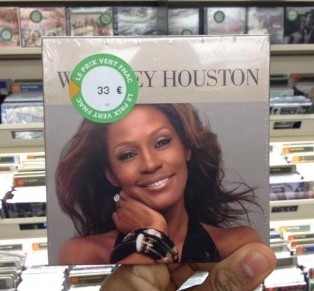 LE PRIX VERT FNAC
33 €
LE PRIX VERT FNAC
W EY HOUSTON